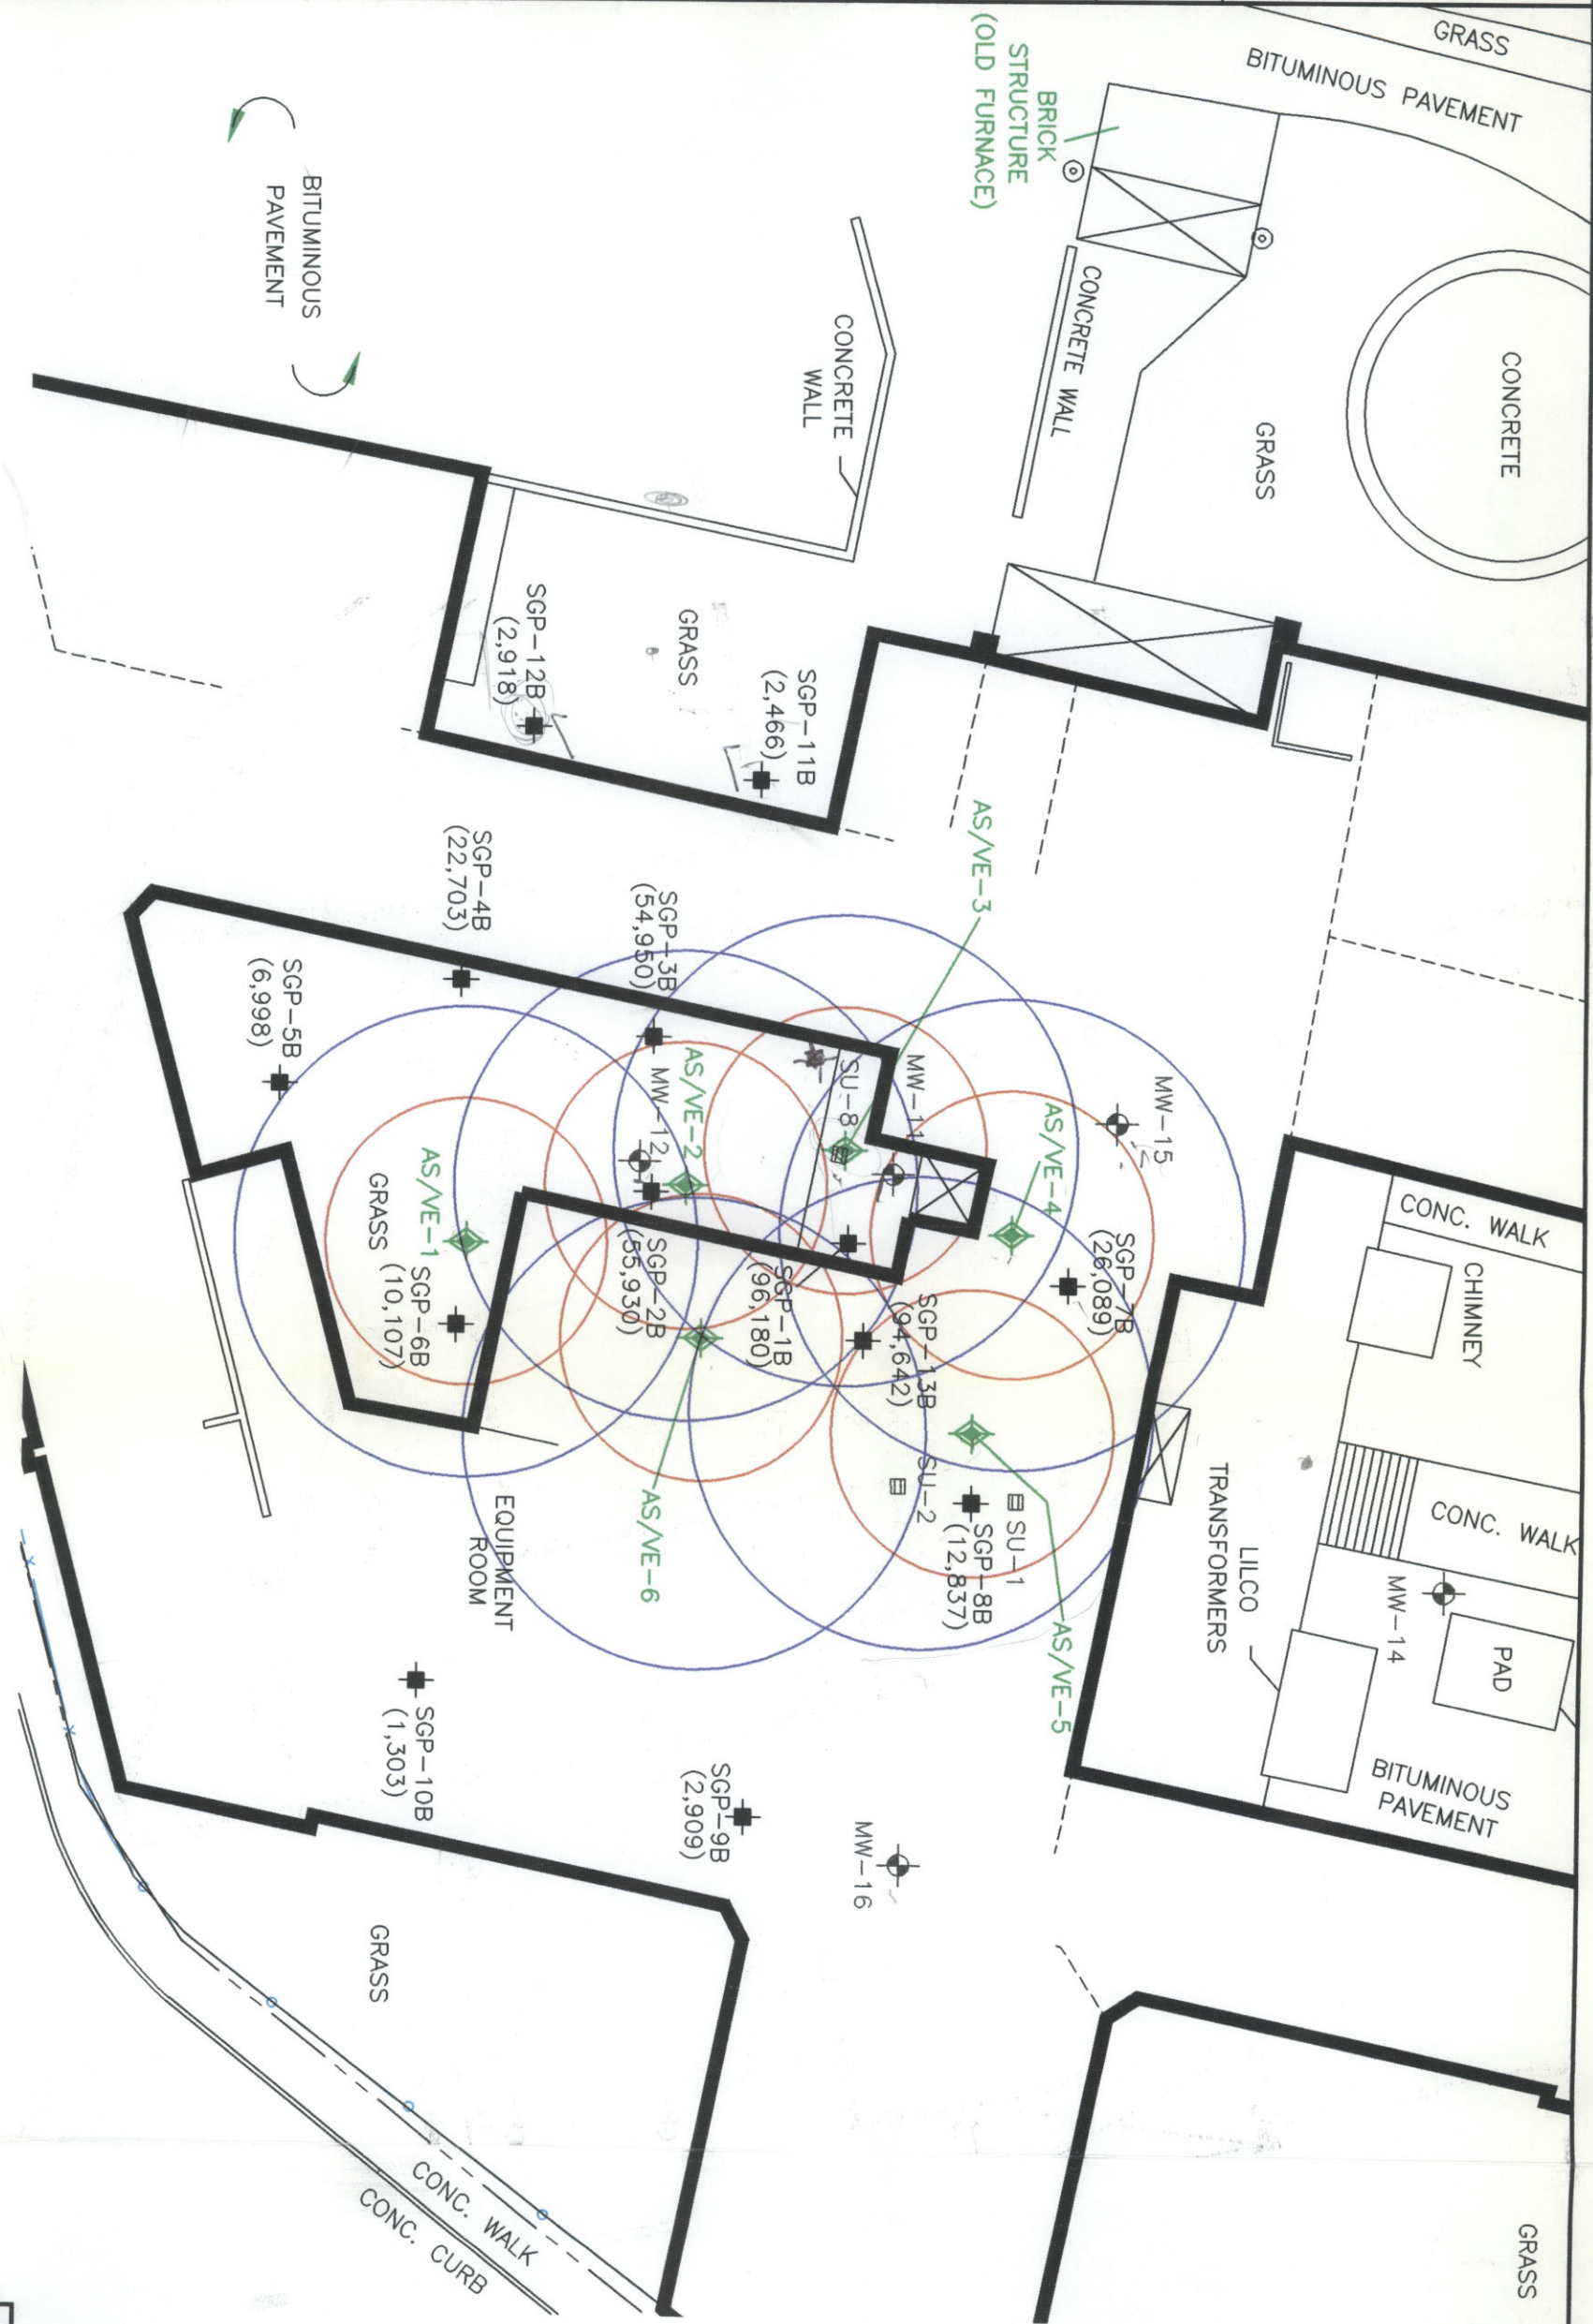 GRASS
BITUMINOUS PAVEMENT
BRICK
STRUCTURE
(OLD FURNACE)
BITUMINOUS
PAVEMENT
CONCRETE WALL
CONCRETE
WALL
CONCRETE
GRASS
SGP-12B
(2,918)
GRASS
SGP-11B
(2,466)
AS/VE-3
SGP-4B
(22,703)
SGP-3B
(54,950)
SGP-5B
(6,998)
MW-12
AS/VE-2
SU-8
MW-11
AS/VE-4
MW-15
AS/VE-1
GRASS
SGP-6B
(10,107)
SGP-2B
(55,930)
SGP-1B
(96,180)
SGP-13B
(94,642)
SGP-7B
(26,089)
CONC. WALK
CHIMNEY
EQUIPMENT
ROOM
AS/VE-6
SU-2
SU-1
SGP-8B
(12,837)
AS/VE-5
LILCO
TRANSFORMERS
CONC. WALK
MW-14
PAD
BITUMINOUS
PAVEMENT
SGP-10B
(1,303)
SGP-9B
(2,909)
MW-16
GRASS
CONC. WALK
CONC. CURB
GRASS